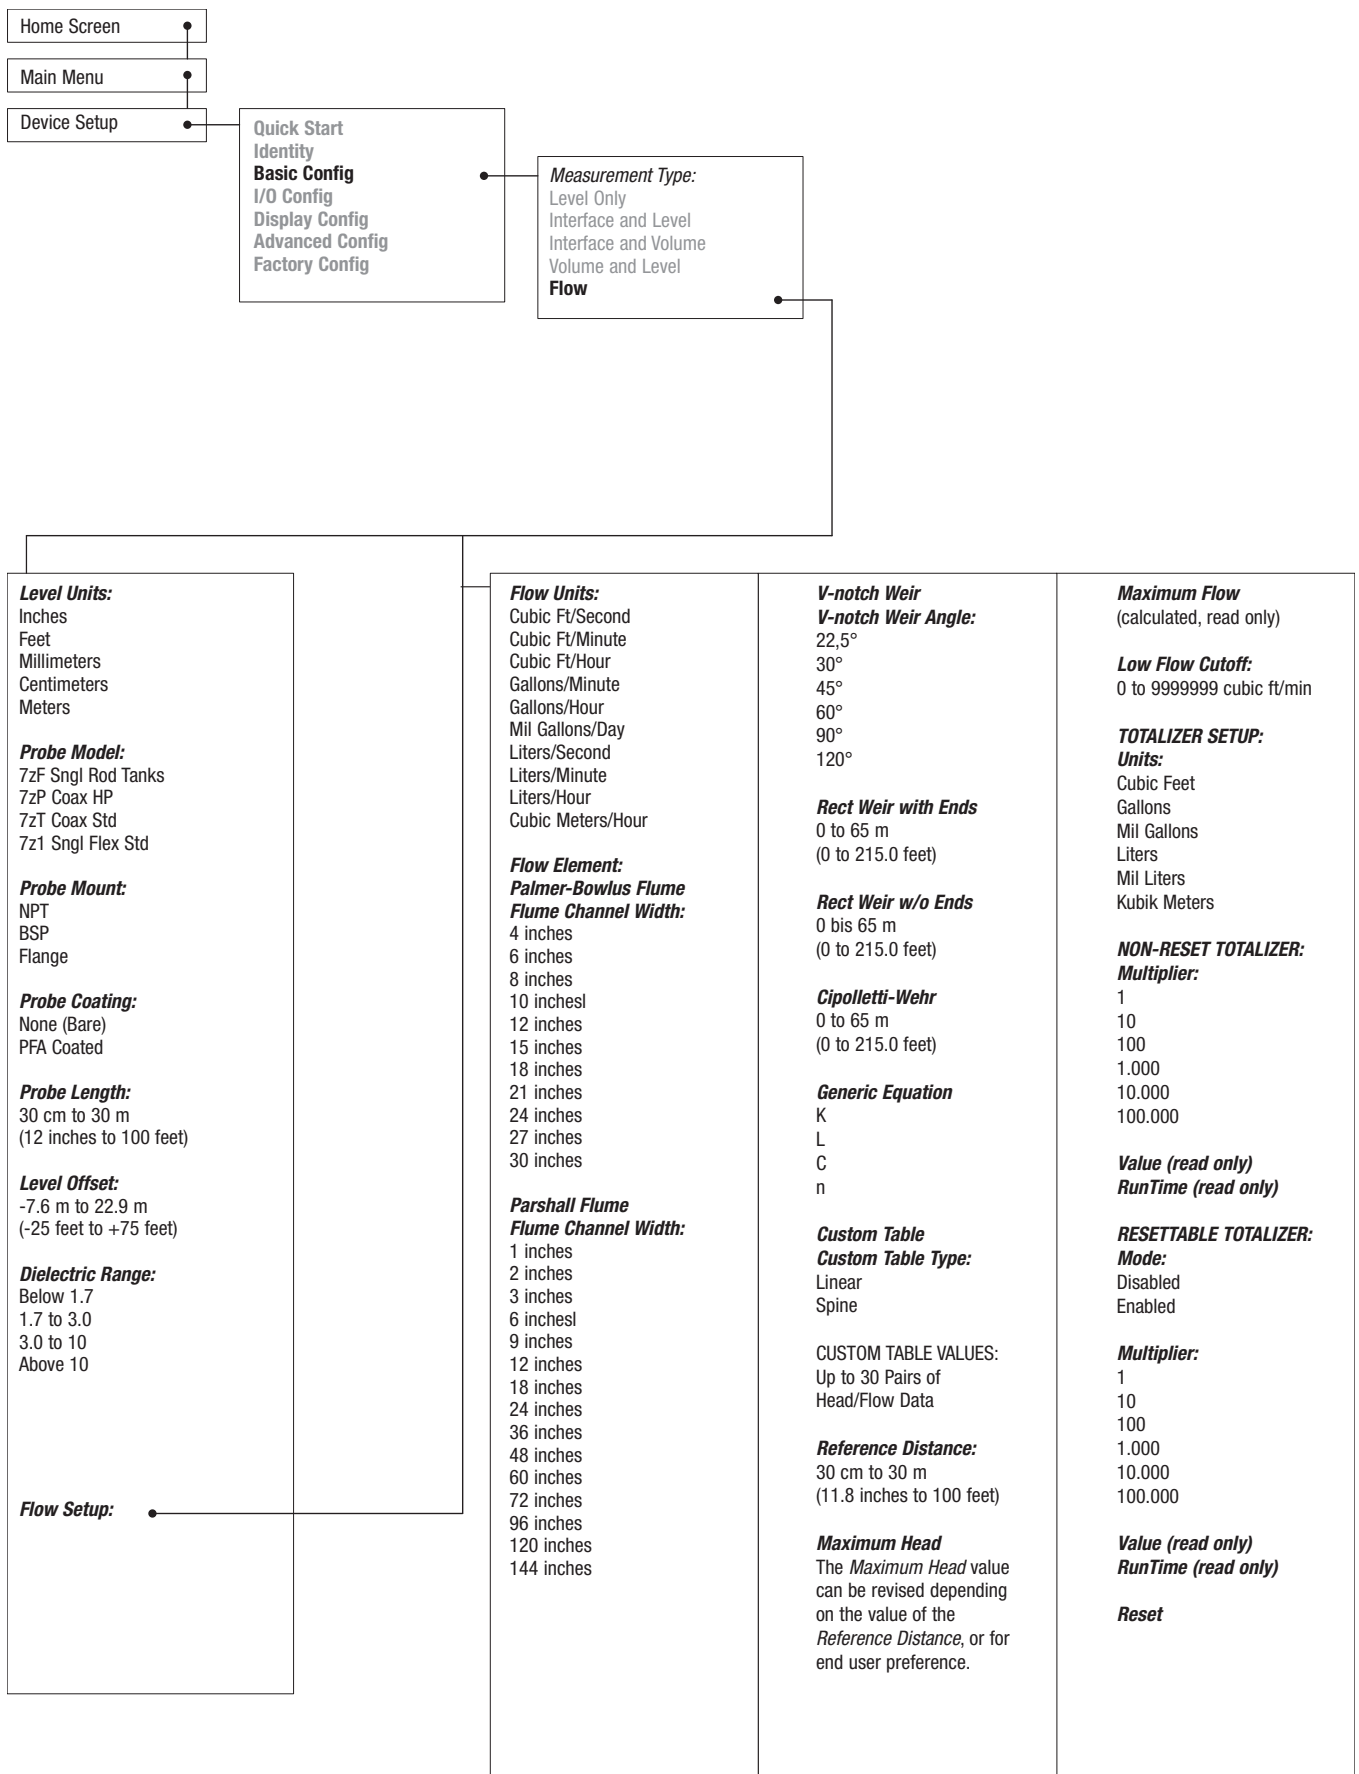 Home Screen
Main Menu
Device Setup
Quick Start
Identity
Basic Config
I/O Config
Display Config
Advanced Config
Factory Config
Measurement Type:
Level Only
Interface and Level
Interface and Volume
Volume and Level
Flow
Level Units:
Inches
Feet
Millimeters
Centimeters
Meters
Probe Model:
7zF Sngl Rod Tanks
7zP Coax HP
7zT Coax Std
7z1 Sngl Flex Std
Probe Mount:
NPT
BSP
Flange
Probe Coating:
None (Bare)
PFA Coated
Probe Length:
30 cm to 30 m
(12 inches to 100 feet)
Level Offset:
-7.6 m to 22.9 m
(-25 feet to +75 feet)
Dielectric Range:
Below 1.7
1.7 to 3.0
3.0 to 10
Above 10
Flow Setup:
Flow Units:
Cubic Ft/Second
Cubic Ft/Minute
Cubic Ft/Hour
Gallons/Minute
Gallons/Hour
Mil Gallons/Day
Liters/Second
Liters/Minute
Liters/Hour
Cubic Meters/Hour
Flow Element:
Palmer-Bowlus Flume
Flume Channel Width:
4 inches
6 inches
8 inches
10 inchesl
12 inches
15 inches
18 inches
21 inches
24 inches
27 inches
30 inches
Parshall Flume
Flume Channel Width:
1 inches
2 inches
3 inches
6 inchesl
9 inches
12 inches
18 inches
24 inches
36 inches
48 inches
60 inches
72 inches
96 inches
120 inches
144 inches
V-notch Weir
V-notch Weir Angle:
22,5°
30°
45°
60°
90°
120°
Rect Weir with Ends
0 to 65 m
(0 to 215.0 feet)
Rect Weir w/o Ends
0 bis 65 m
(0 to 215.0 feet)
Cipolletti-Wehr
0 to 65 m
(0 to 215.0 feet)
Generic Equation
K
L
C
n
Custom Table
Custom Table Type:
Linear
Spine
CUSTOM TABLE VALUES:
Up to 30 Pairs of
Head/Flow Data
Reference Distance:
30 cm to 30 m
(11.8 inches to 100 feet)
Maximum Head
The Maximum Head value
can be revised depending
on the value of the
Reference Distance, or for
end user preference.
Maximum Flow
(calculated, read only)
Low Flow Cutoff:
0 to 9999999 cubic ft/min
TOTALIZER SETUP:
Units:
Cubic Feet
Gallons
Mil Gallons
Liters
Mil Liters
Kubik Meters
NON-RESET TOTALIZER:
Multiplier:
1
10
100
1.000
10.000
100.000
Value (read only)
RunTime (read only)
RESETTABLE TOTALIZER:
Mode:
Disabled
Enabled
Multiplier:
1
10
100
1.000
10.000
100.000
Value (read only)
RunTime (read only)
Reset